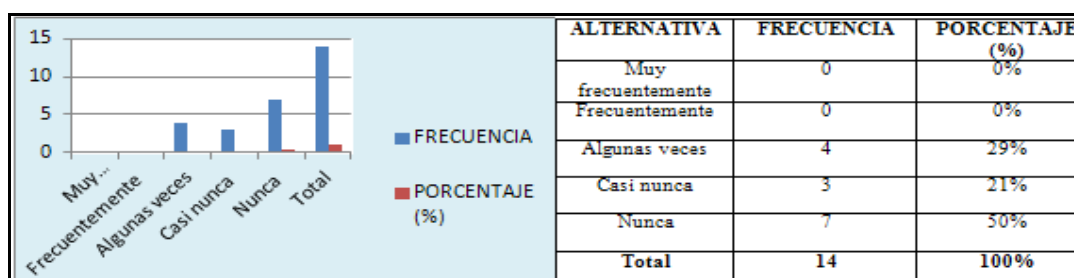 15
10
5
0
Muy...
Frecuentemente
Algunas veces
Casi nunca
Nunca
Total
FRECUENCIA
PORCENTAJE
(%)
ALTERNATIVA FRECUENCIA PORCENTAJE
(%)
Muy
frecuentemente 0 0%
Frecuentemente 0 0%
Algunas veces 4 29%
Casi nunca 3 21%
Nunca 7 50%
Total 14 100%